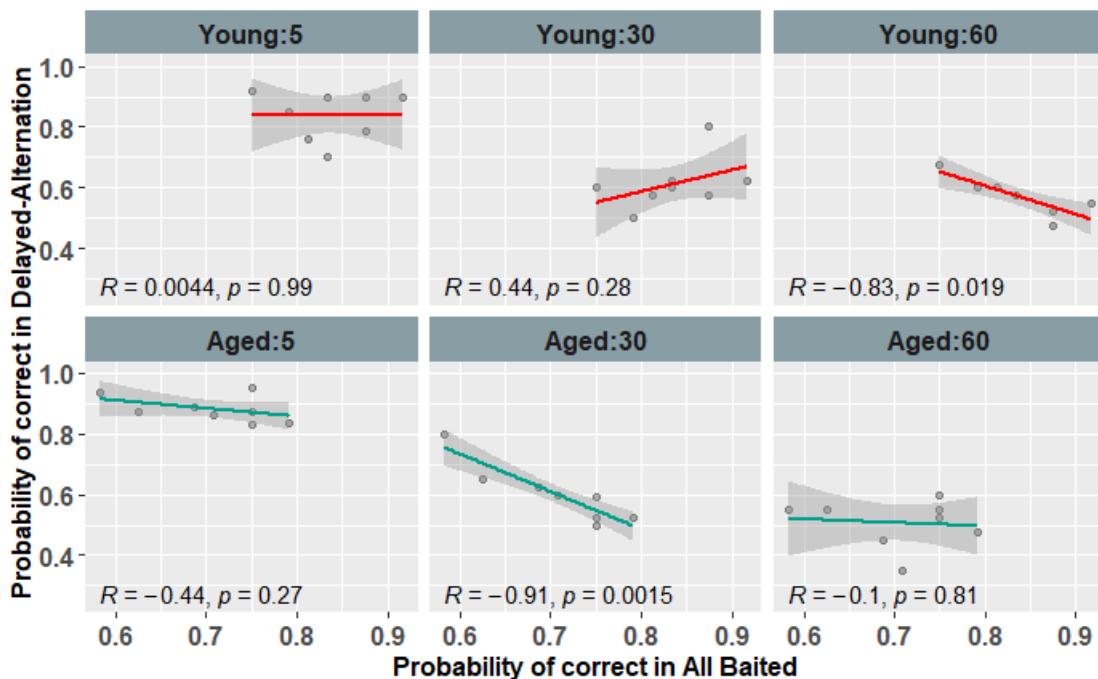 Young:5 Young:30 Young:60
Probability of correct in Delayed-Alternation
1.0
0.8
0.6
0.4
R = 0.0044, p = 0.99 R = 0.44, p = 0.28 R = −0.83, p = 0.019
Aged:5 Aged:30 Aged:60
1.0
0.8
0.6
0.4
R = −0.44, p = 0.27 R = −0.91, p = 0.0015 R = −0.1, p = 0.81
0.6 0.7 0.8 0.9 0.6 0.7 0.8 0.9 0.6 0.7 0.8 0.9
Probability of correct in All Baited